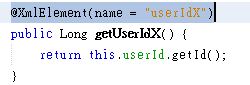 @XmlElement(name = "userIdX")
public Long getUserIdX() {
    return this.userId.getId();
}